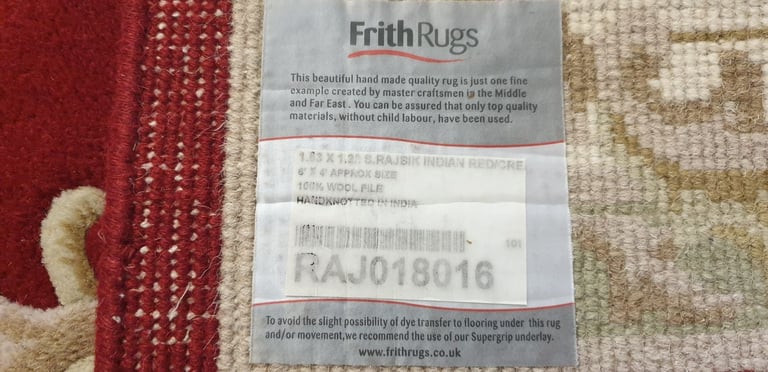 FrithRugs
This beautiful hand made quality rug is just one fine
example created by master craftsmen in the Middle
and Far East . You can be assured that only top quality
materials, without child labour, have been used.
X 1.2 S.RAJBIK INDIAN RED/CRE
6' X 4' APPROX SIZE
100% WOOL PILE
HANDKNOTTED IN INDIA
101
RAJ018016
To avoid the slight possibility of dye transfer to flooring under this rug
and/or movement,we recommend the use of our Supergrip underlay.
www.frithrugs.co.uk